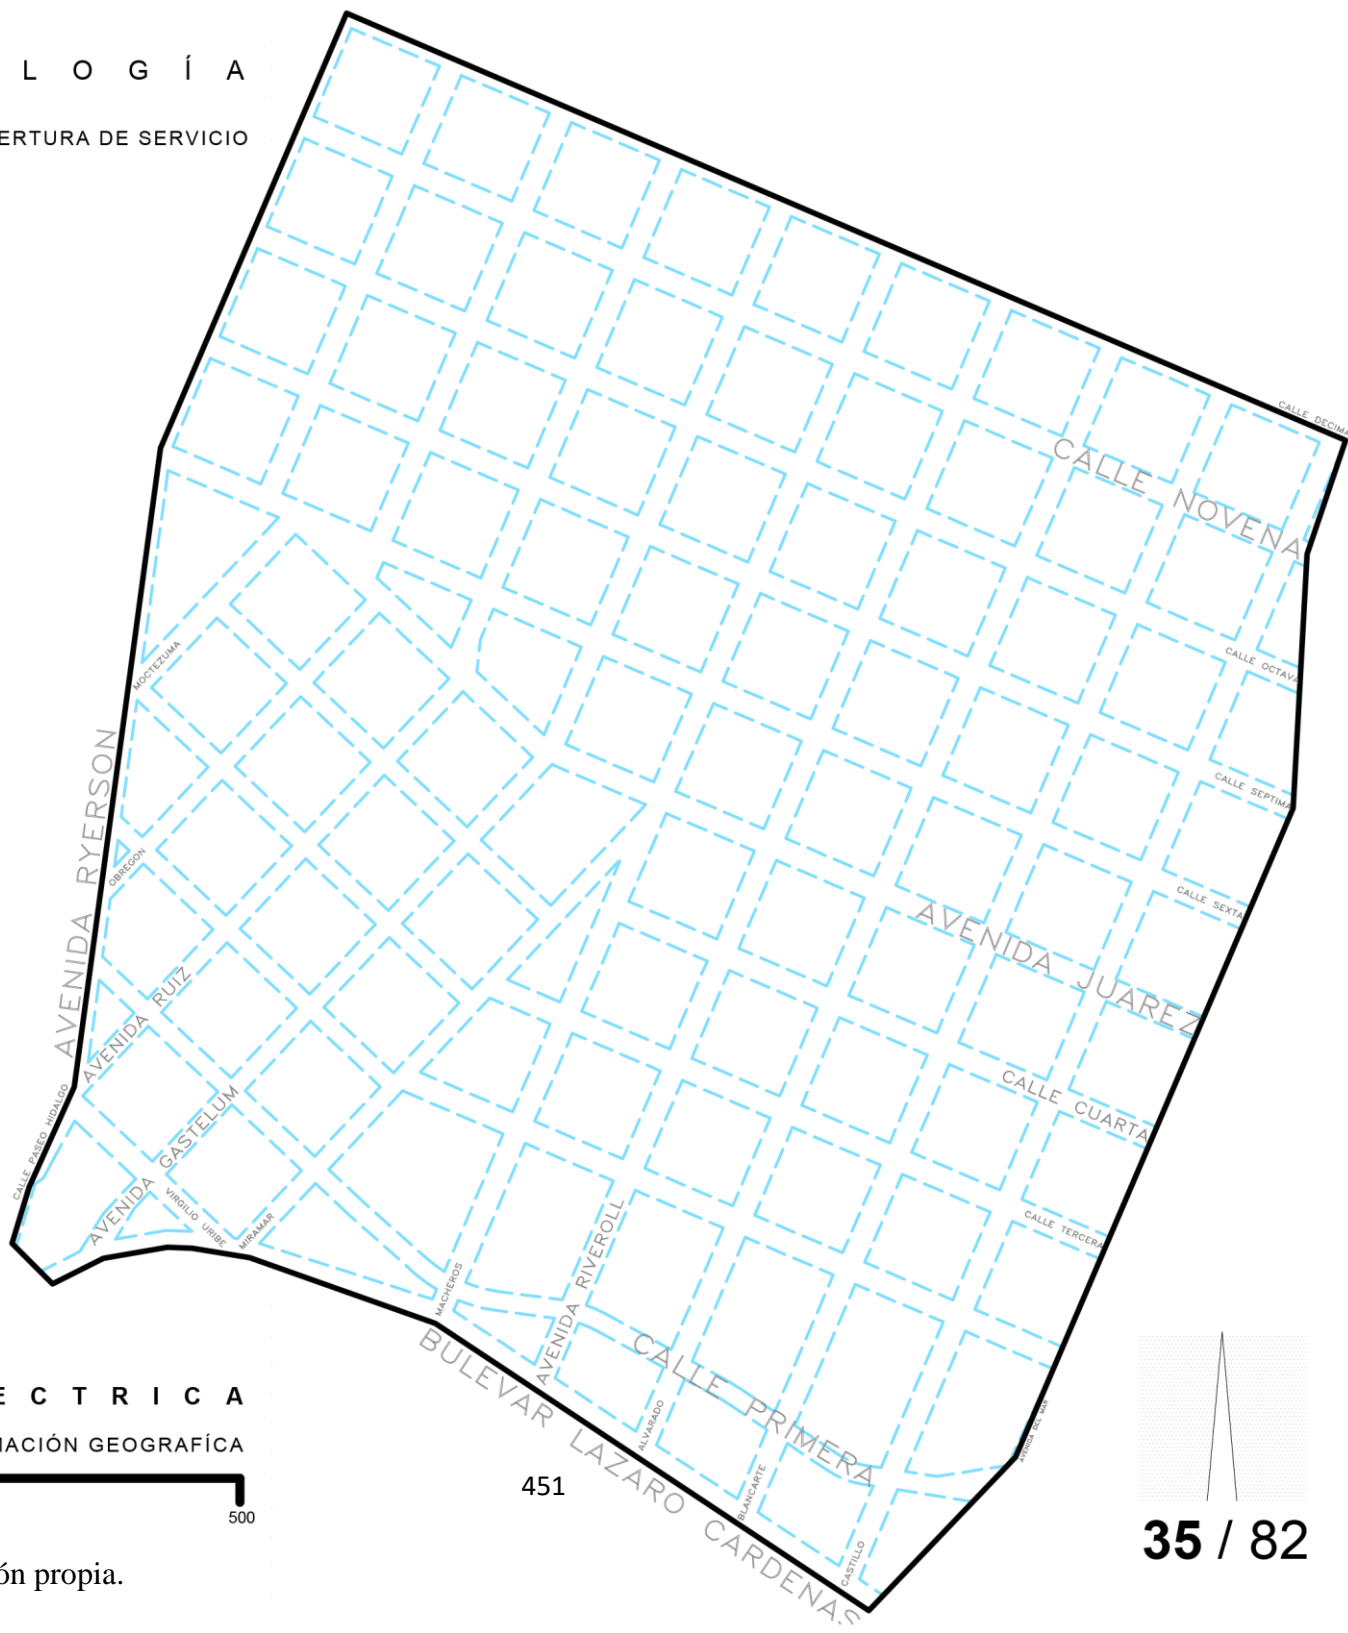 L O G Í A
ERTURA DE SERVICIO
CALLE DECIMA
CALLE NOVENA
CALLE OCTAVA
CALLE SEPTIMA
CALLE SEXTA
AVENIDA JUAREZ
CALLE CUARTA
CALLE TERCERA
MOCTEZUMA
AVENIDA RYERSON
OBREGON
AVENIDA RUIZ
CALLE PASEO HIDALGO
AVENIDA GASTELUM
VIRGILIO URIBE
MIRAMAR
MACHEROS
AVENIDA RIVEROLL
CALLE PRIMERA
BULEVAR LAZARO CARDENAS
ALVARADO
BLANCARTE
CASTILLO
AVENIDA DEL MAR
E C T R I C A
MACIÓN GEOGRAFÍCA
500
451
35 / 82
ón propia.